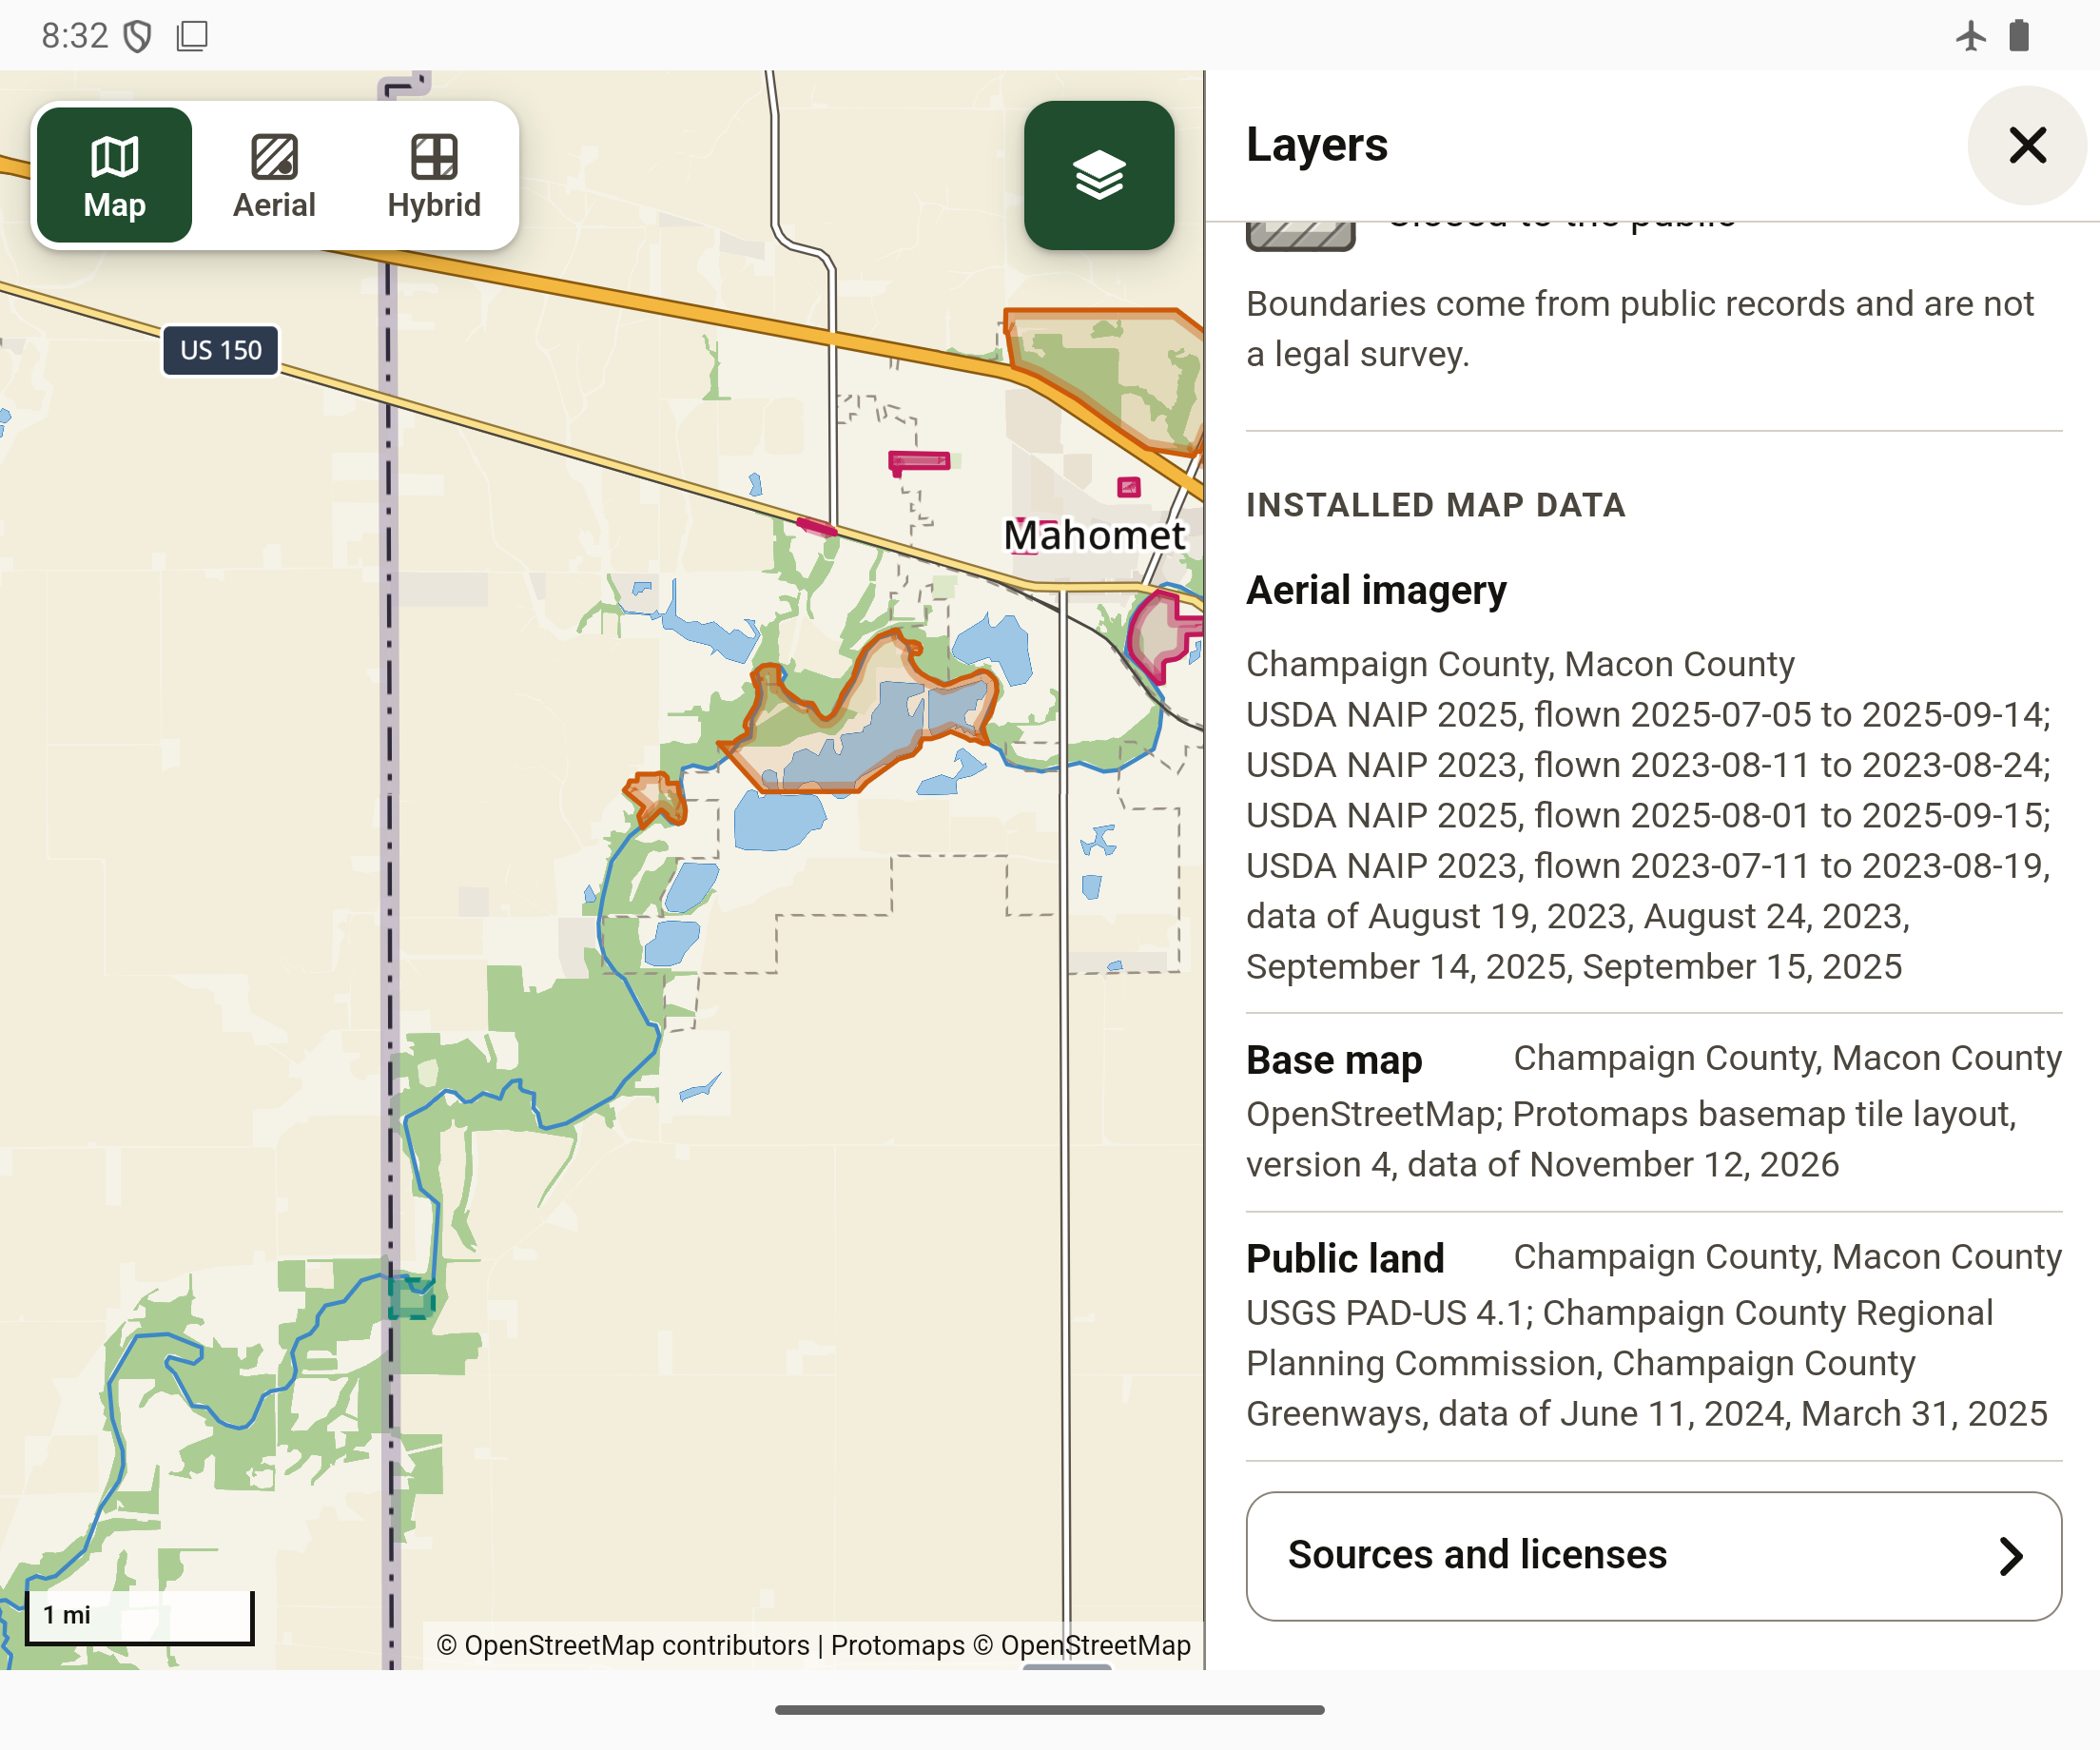 8:32
Map
Aerial
Hybrid
US 150
Mahomet
1 mi
© OpenStreetMap contributors | Protomaps © OpenStreetMap
Layers
Closed to the public
Boundaries come from public records and are not
a legal survey.
INSTALLED MAP DATA
Aerial imagery
Champaign County, Macon County
USDA NAIP 2025, flown 2025-07-05 to 2025-09-14;
USDA NAIP 2023, flown 2023-08-11 to 2023-08-24;
USDA NAIP 2025, flown 2025-08-01 to 2025-09-15;
USDA NAIP 2023, flown 2023-07-11 to 2023-08-19,
data of August 19, 2023, August 24, 2023,
September 14, 2025, September 15, 2025
Base map Champaign County, Macon County
OpenStreetMap; Protomaps basemap tile layout,
version 4, data of November 12, 2026
Public land Champaign County, Macon County
USGS PAD-US 4.1; Champaign County Regional
Planning Commission, Champaign County
Greenways, data of June 11, 2024, March 31, 2025
Sources and licenses